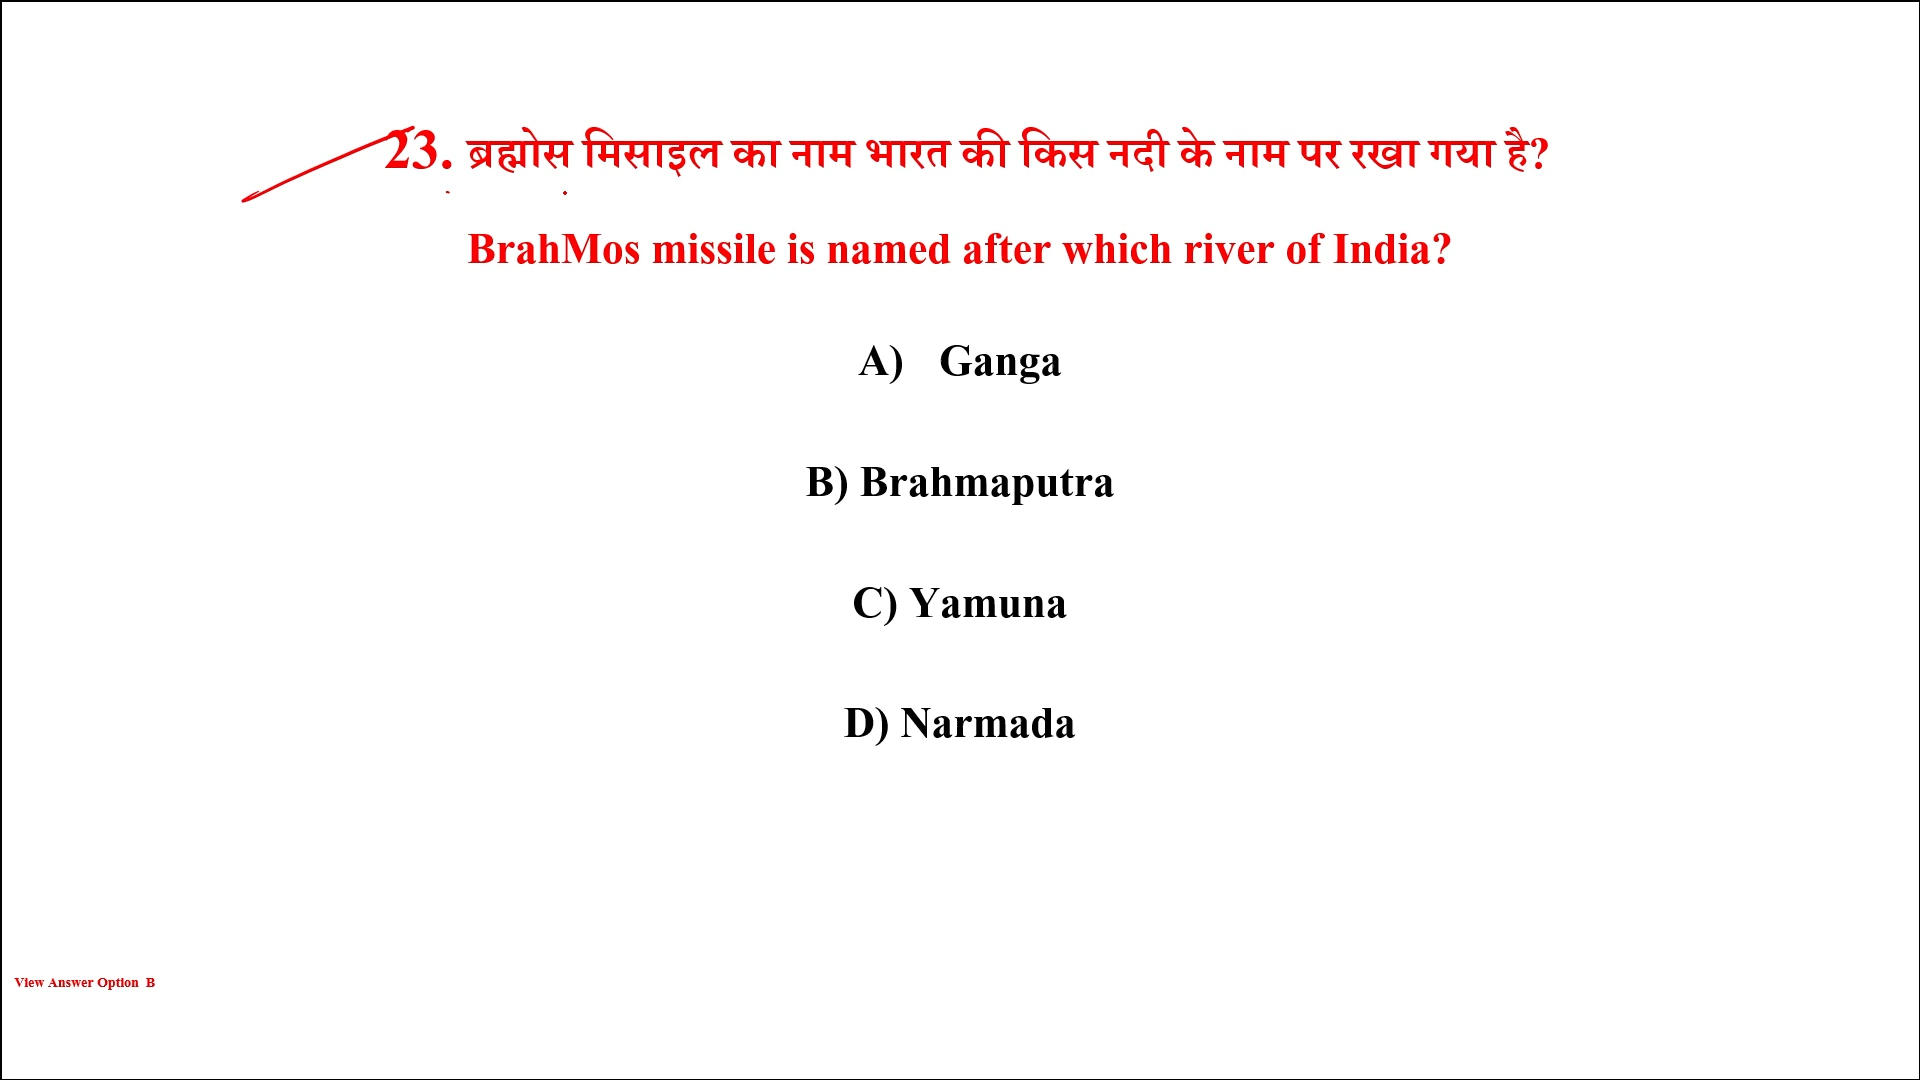 23. ब्रह्मोस मिसाइल का नाम भारत की किस नदी के नाम पर रखा गया है?
BrahMos missile is named after which river of India?
A) Ganga
B) Brahmaputra
C) Yamuna
D) Narmada
View Answer Option B